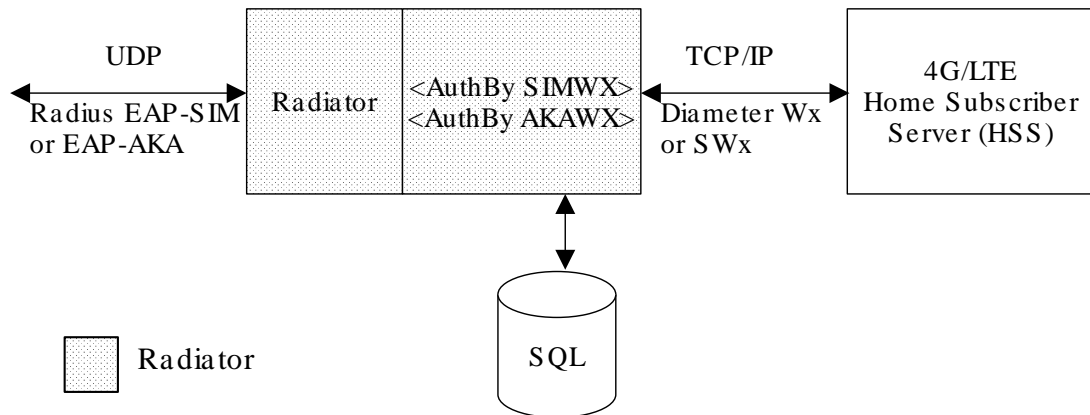 UDP
Radius EAP-SIM
or EAP-AKA
Radiator
<AuthBy SIMWX>
<AuthBy AKAWX>
TCP/IP
Diameter Wx
or SWx
4G/LTE
Home Subscriber
Server (HSS)
SQL
Radiator